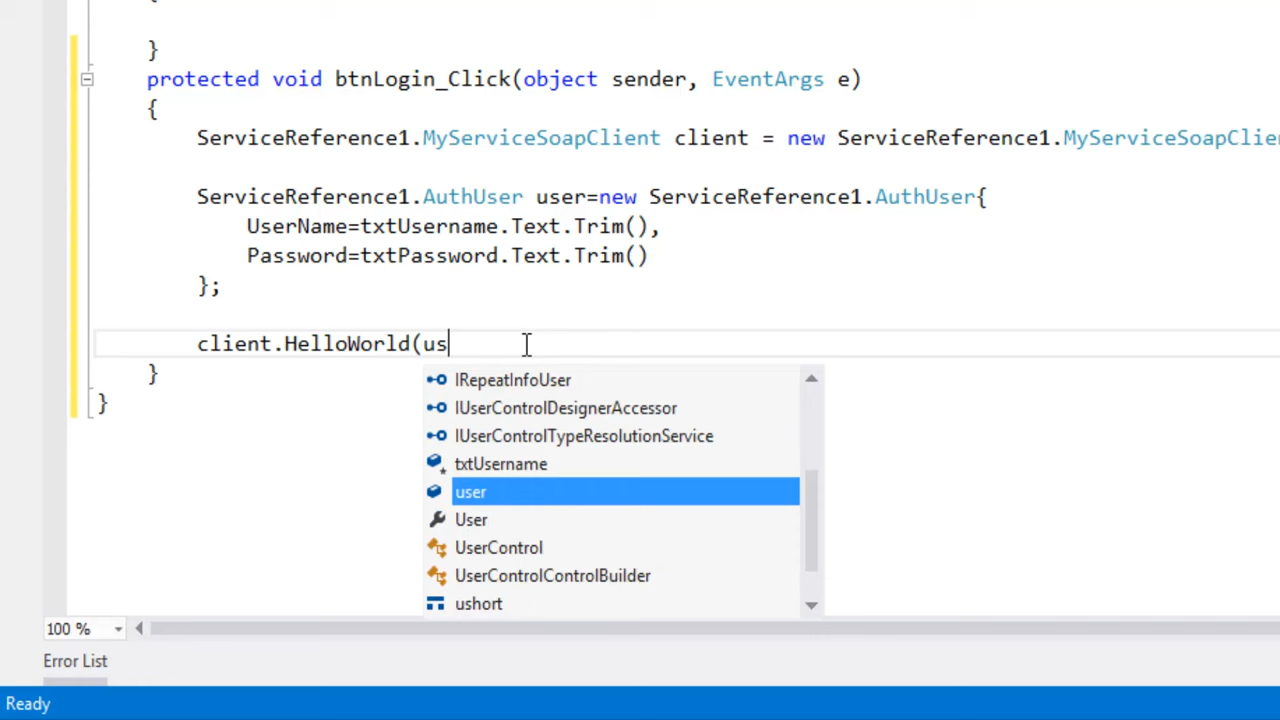 {
}
protected void btnLogin_Click(object sender, EventArgs e)
{
ServiceReference1.MyServiceSoapClient client = new ServiceReference1.MyServiceSoapClie
ServiceReference1.AuthUser user=new ServiceReference1.AuthUser{
UserName=txtUsername.Text.Trim(),
Password=txtPassword.Text.Trim()
};
client.HelloWorld(us
}
}
IRepeatInfoUser
IUserControlDesignerAccessor
IUserControlTypeResolutionService
txtUsername
user
User
UserControl
UserControlControlBuilder
ushort
100 %
Error List
Ready